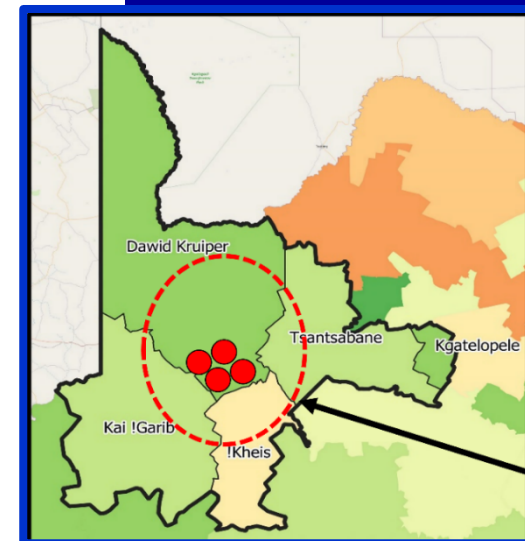 Dawid Kruiper
Tsantsabane
Kgatelopele
Kai !Garib
!Kheis